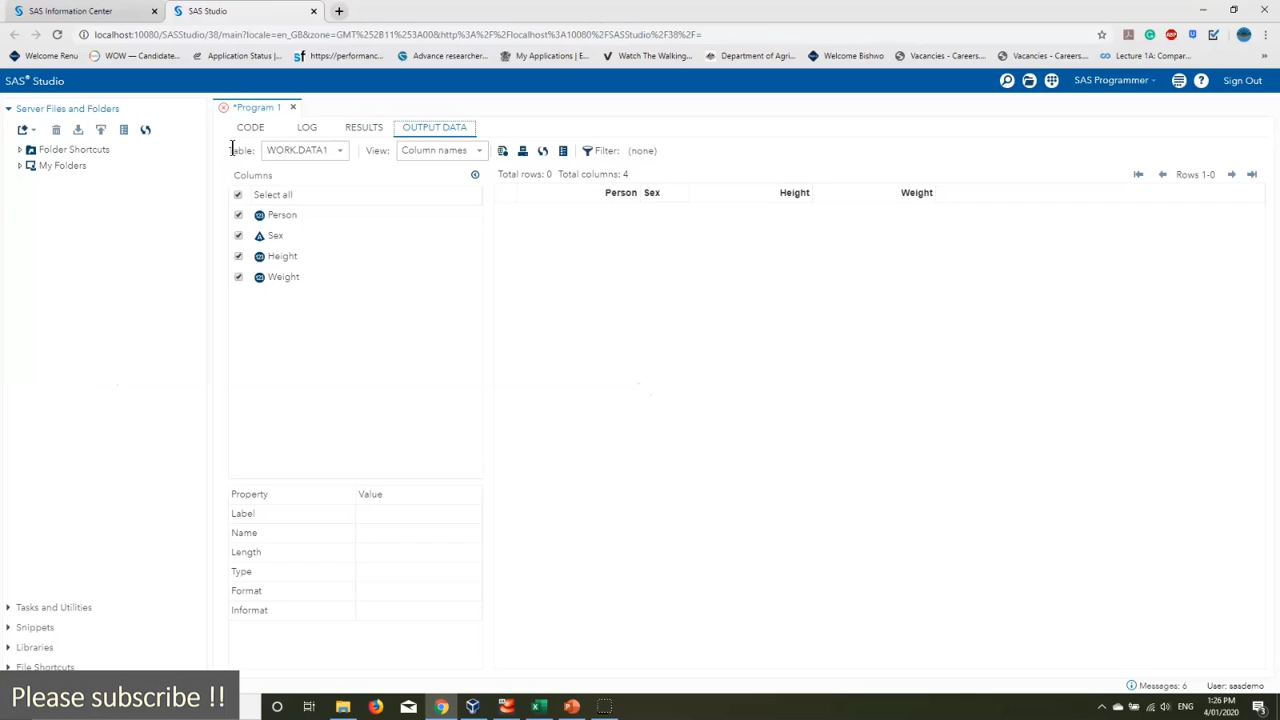 SAS Information Center
SAS Studio
localhost:10080/SASStudio/38/main?locale=en_GB&zone=GMT%252B11%253A00&http%3A%2F%2Flocalhost%3A10080%2FSASStudio%2F38%2F=
Welcome Renu
WOW — Candidate...
Application Status |...
https://performanc...
Advance researcher...
My Applications | E...
Watch The Walking...
Department of Agri...
Welcome Bishwo
Vacancies - Careers...
Vacancies - Careers...
Lecture 1A: Compar...
SAS® Studio
SAS Programmer
Sign Out
Server Files and Folders
Folder Shortcuts
My Folders
Tasks and Utilities
Snippets
Libraries
File Shortcuts
*Program 1
CODE LOG RESULTS OUTPUT DATA
WORK.DATA1 View: Column names Filter: (none)
Columns
Select all
Person
Sex
Height
Weight
Property Value
Label
Name
Length
Type
Format
Informat
Total rows: 0 Total columns: 4
Rows 1-0
Person Sex Height Weight
Messages: 6 User: sasdemo
Please subscribe !!
ENG
1:26 PM
4/01/2020